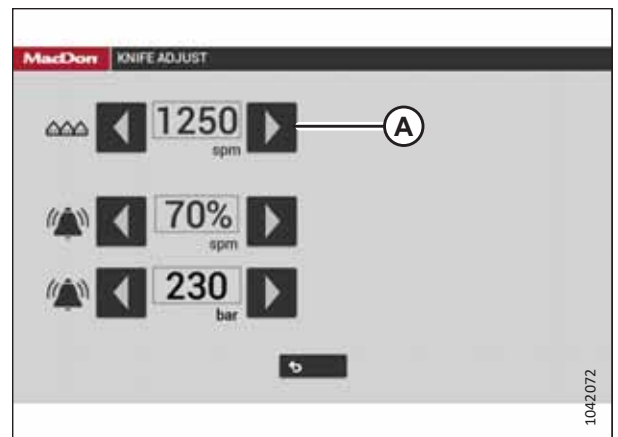 MacDon KNIFE ADJUST
1250
spm
A
70%
spm
230
bar
1042072